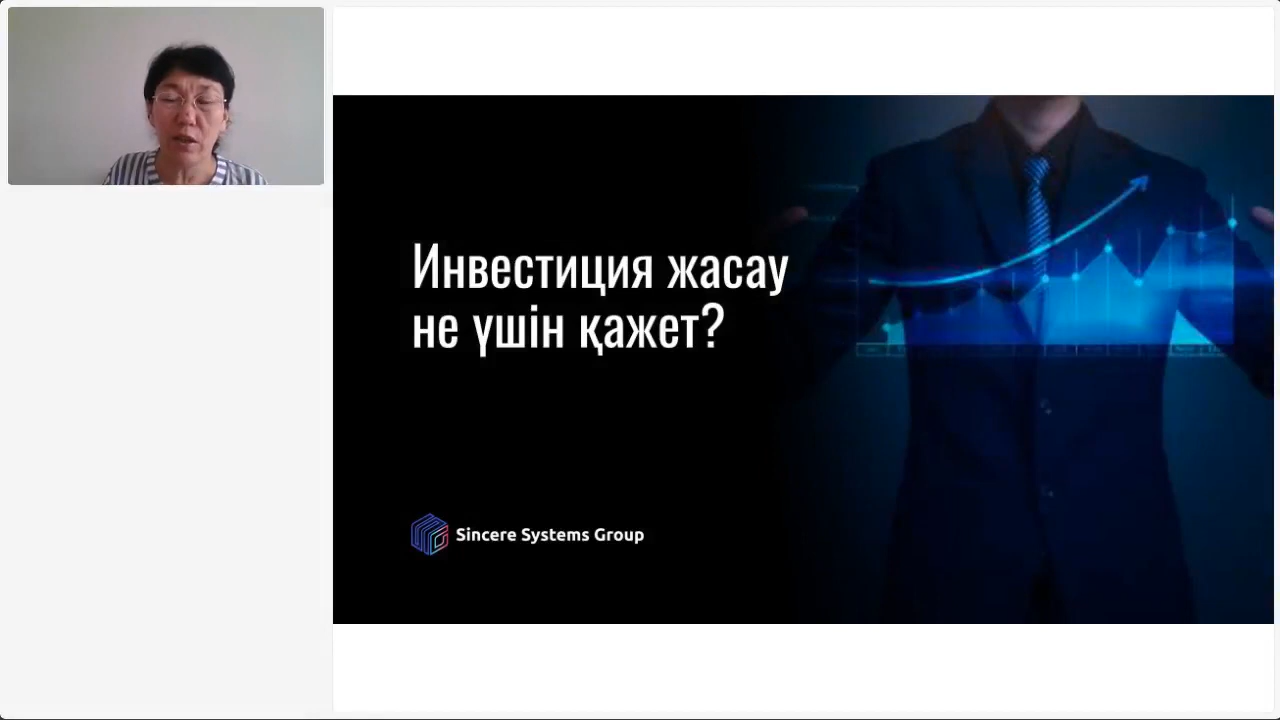 Инвестиция жасау
не үшін қажет?
Sincere Systems Group